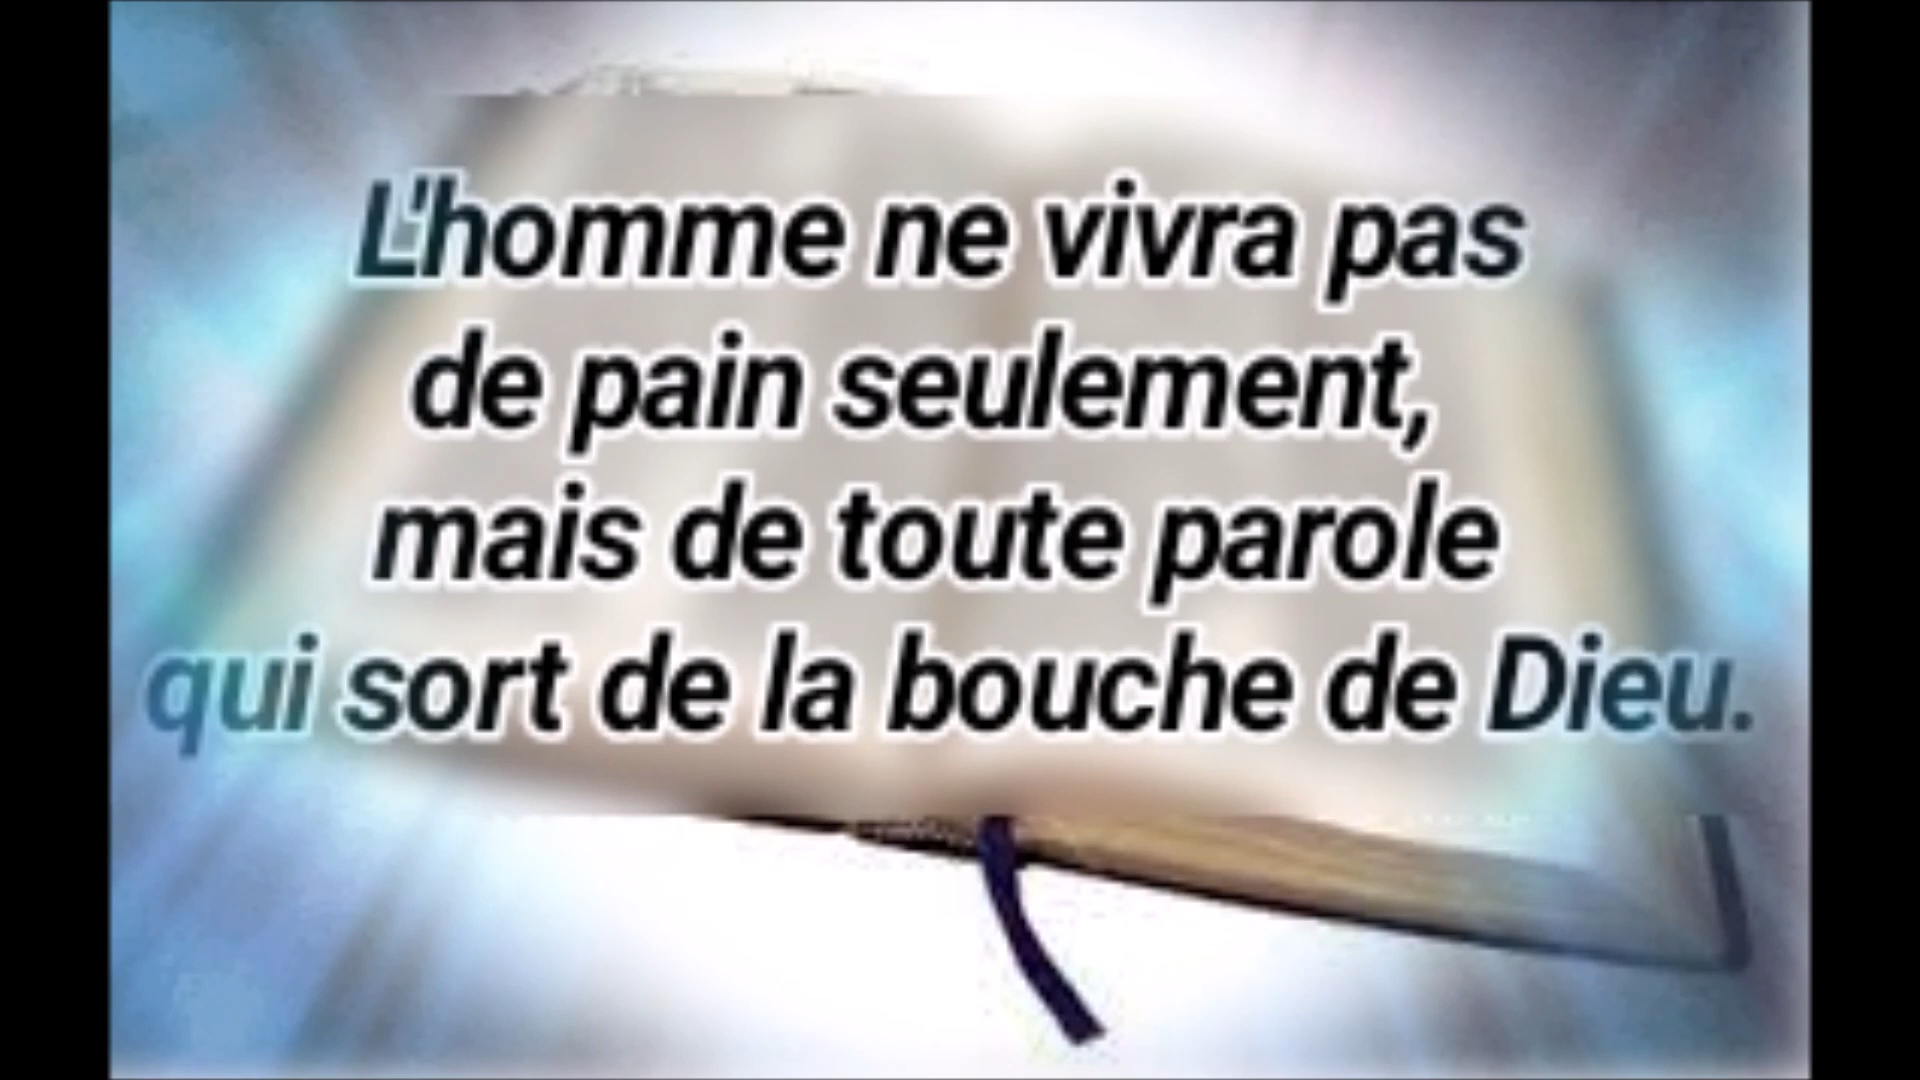 L'homme ne vivra pas
de pain seulement,
mais de toute parole
qui sort de la bouche de Dieu.